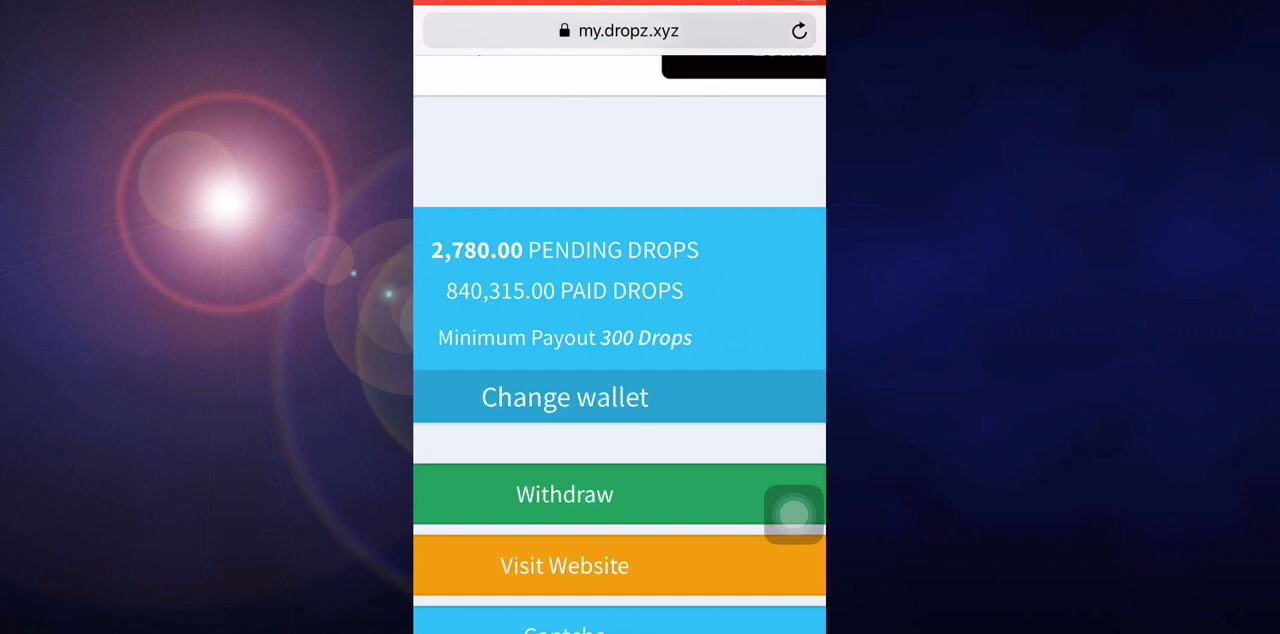 my.dropz.xyz
2,780.00 PENDING DROPS
840,315.00 PAID DROPS
Minimum Payout 300 Drops
Change wallet
Withdraw
Visit Website
Captcha